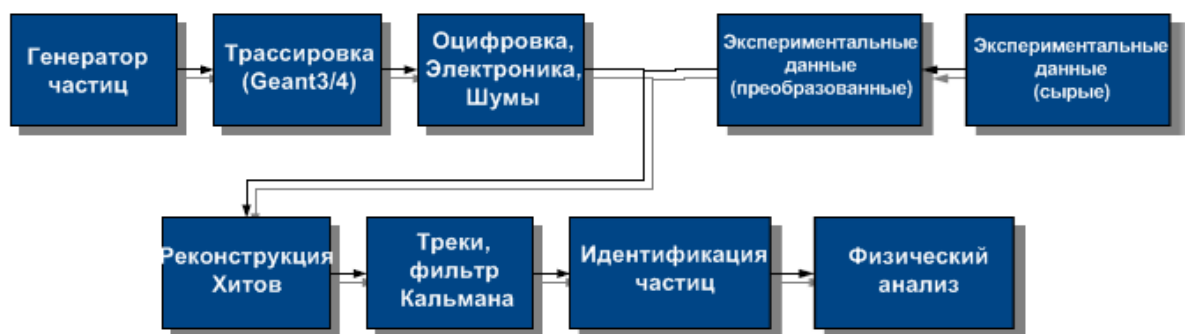 Генератор
частиц
Трассировка
(Geant3/4)
Оцифровка,
Электроника,
Шумы
Экспериментальные
данные
(преобразованные)
Экспериментальные
данные
(сырые)
Реконструкция
Хитов
Треки,
фильтр
Кальмана
Идентификация
частиц
Физический
анализ